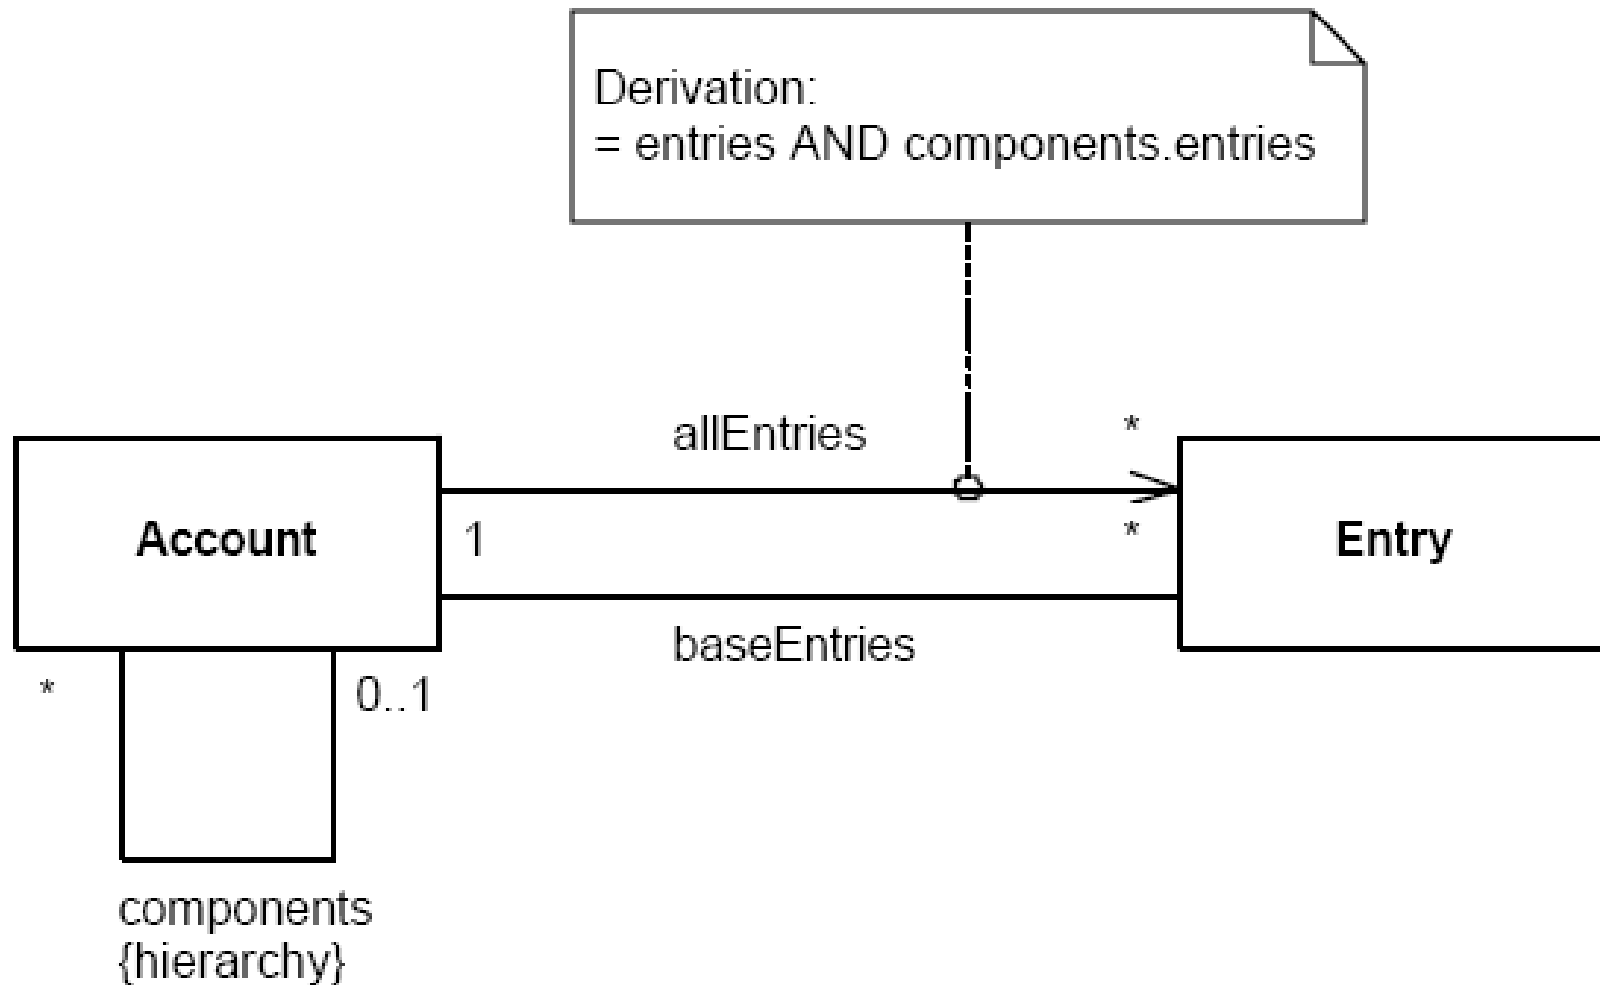 Derivation:
= entries AND components.entries
allEntries
*
Account
1
*
Entry
baseEntries
*
0..1
components
{hierarchy}